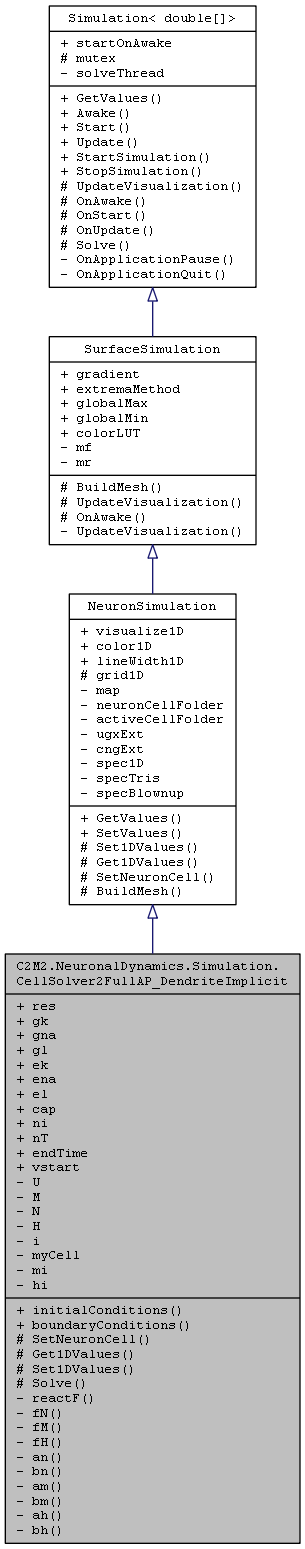 Simulation< double[]>
+ startOnAwake
# mutex
- solveThread
+ GetValues()
+ Awake()
+ Start()
+ Update()
+ StartSimulation()
+ StopSimulation()
# UpdateVisualization()
# OnAwake()
# OnStart()
# OnUpdate()
# Solve()
- OnApplicationPause()
- OnApplicationQuit()
SurfaceSimulation
+ gradient
+ extremaMethod
+ globalMax
+ globalMin
+ colorLUT
- mf
- mr
# BuildMesh()
# UpdateVisualization()
# OnAwake()
- UpdateVisualization()
NeuronSimulation
+ visualize1D
+ color1D
+ lineWidth1D
# grid1D
- map
- neuronCellFolder
- activeCellFolder
- ugxExt
- cngExt
- spec1D
- specTris
- specBlownup
+ GetValues()
+ SetValues()
# Set1DValues()
# Get1DValues()
# SetNeuronCell()
# BuildMesh()
C2M2.NeuronalDynamics.Simulation.
CellSolver2FullAP_DendriteImplicit
+ res
+ gk
+ gna
+ gl
+ ek
+ ena
+ el
+ cap
+ ni
+ nT
+ endTime
+ vstart
- U
- M
- N
- H
- i
- myCell
- mi
- hi
+ initialConditions()
+ boundaryConditions()
# SetNeuronCell()
# Get1DValues()
# Set1DValues()
# Solve()
- reactF()
- fN()
- fM()
- fH()
- an()
- bn()
- am()
- bm()
- ah()
- bh()